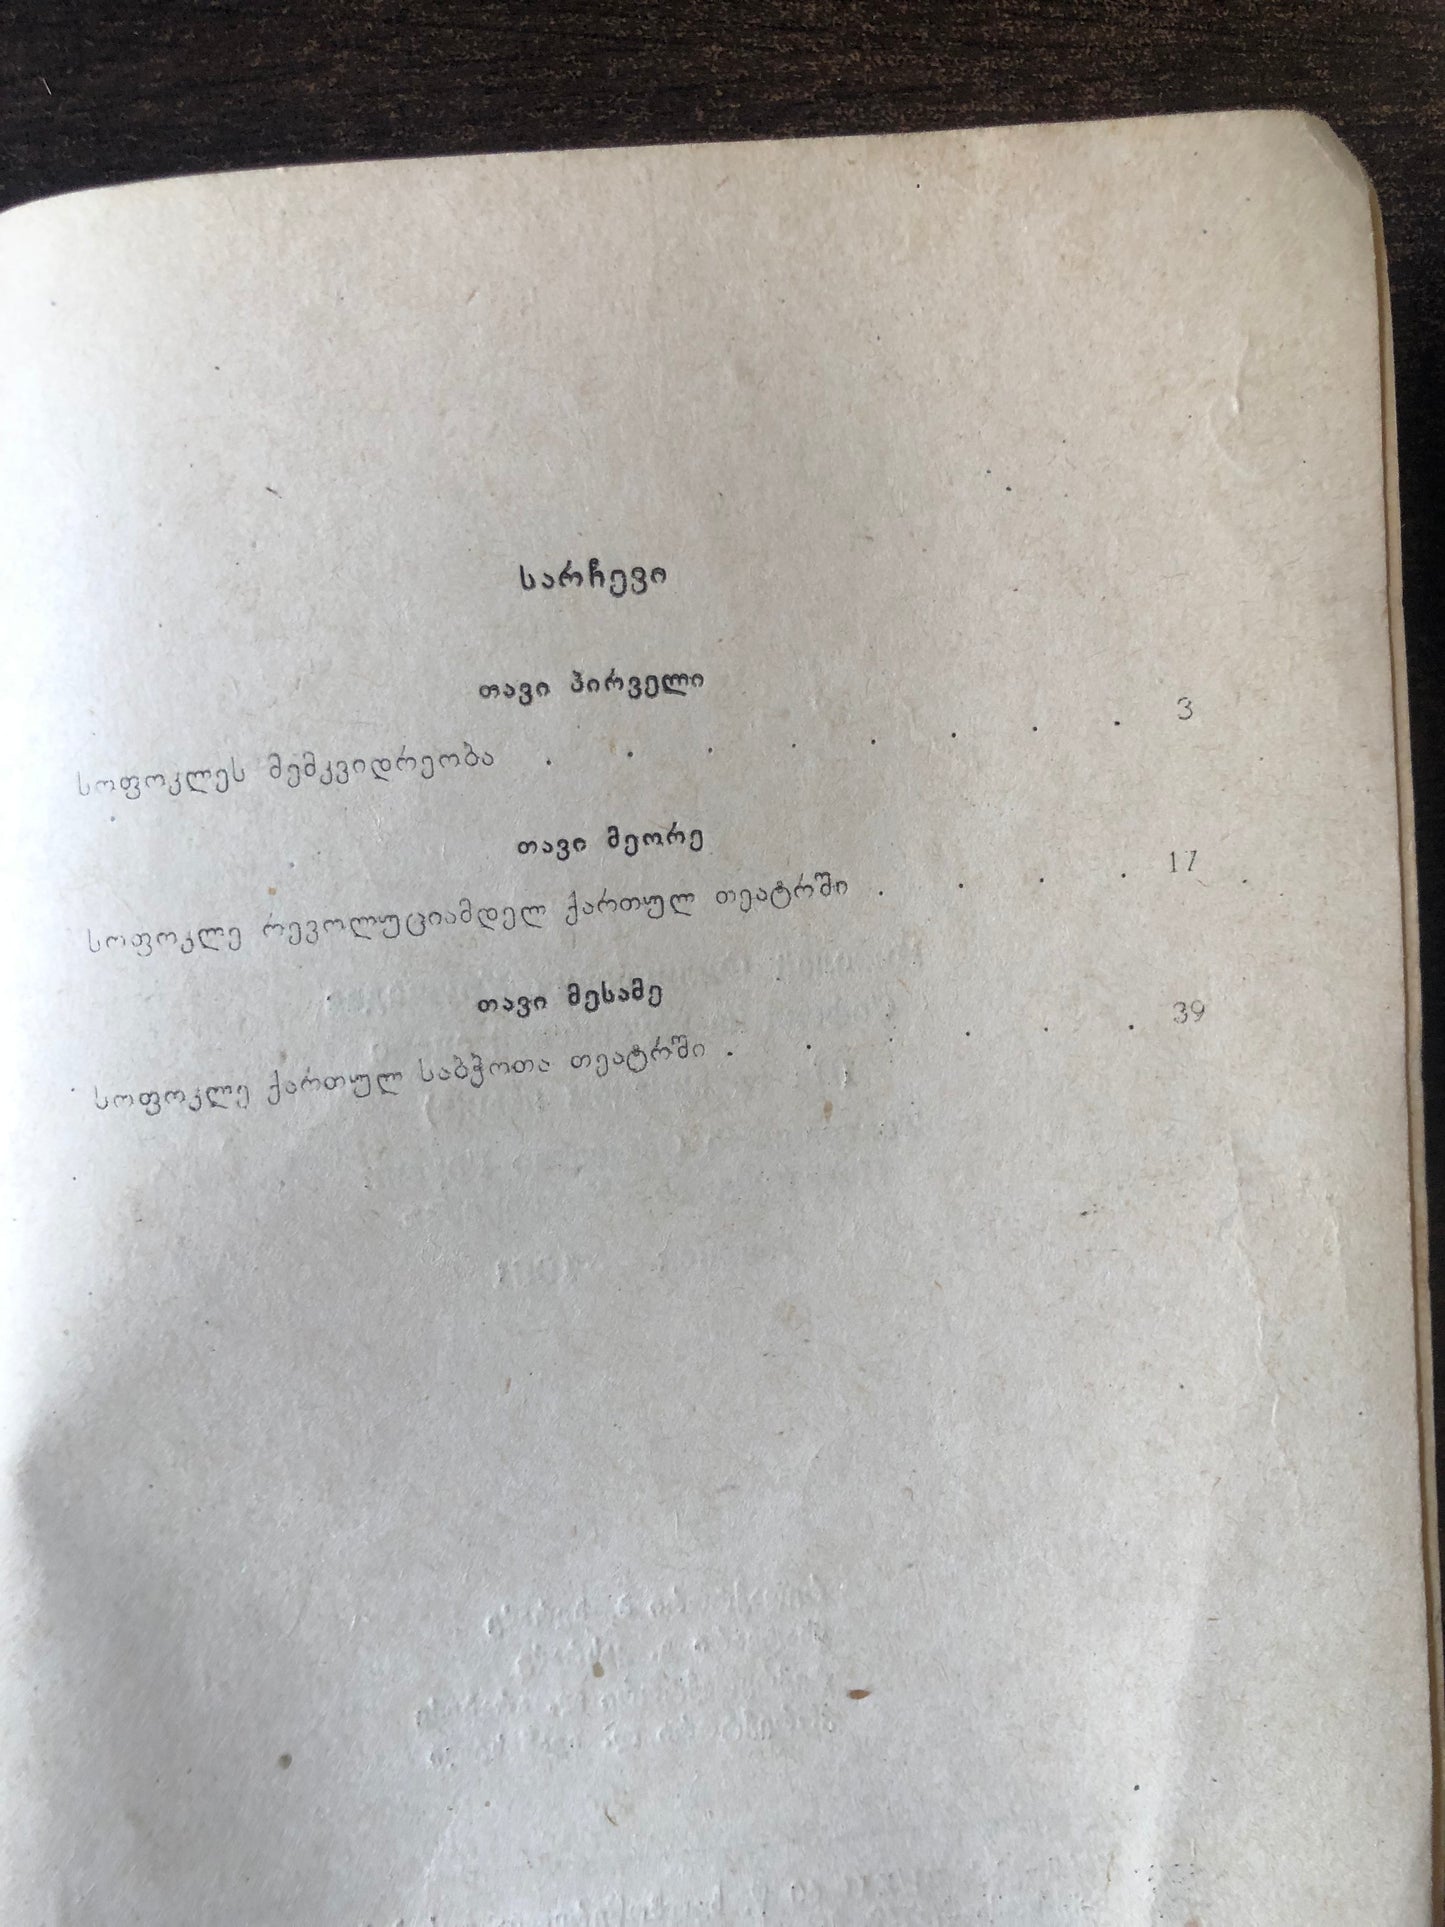 სარჩევი
თავი პირველი
სოფოკლეს მემკვიდრეობა . . . . . . . . 3
თავი მეორე
სოფოკლე რევოლუციამდელ ქართულ თეატრში . . . . 17
თავი მესამე
სოფოკლე ქართულ საბჭოთა თეატრში . . . . . . 39